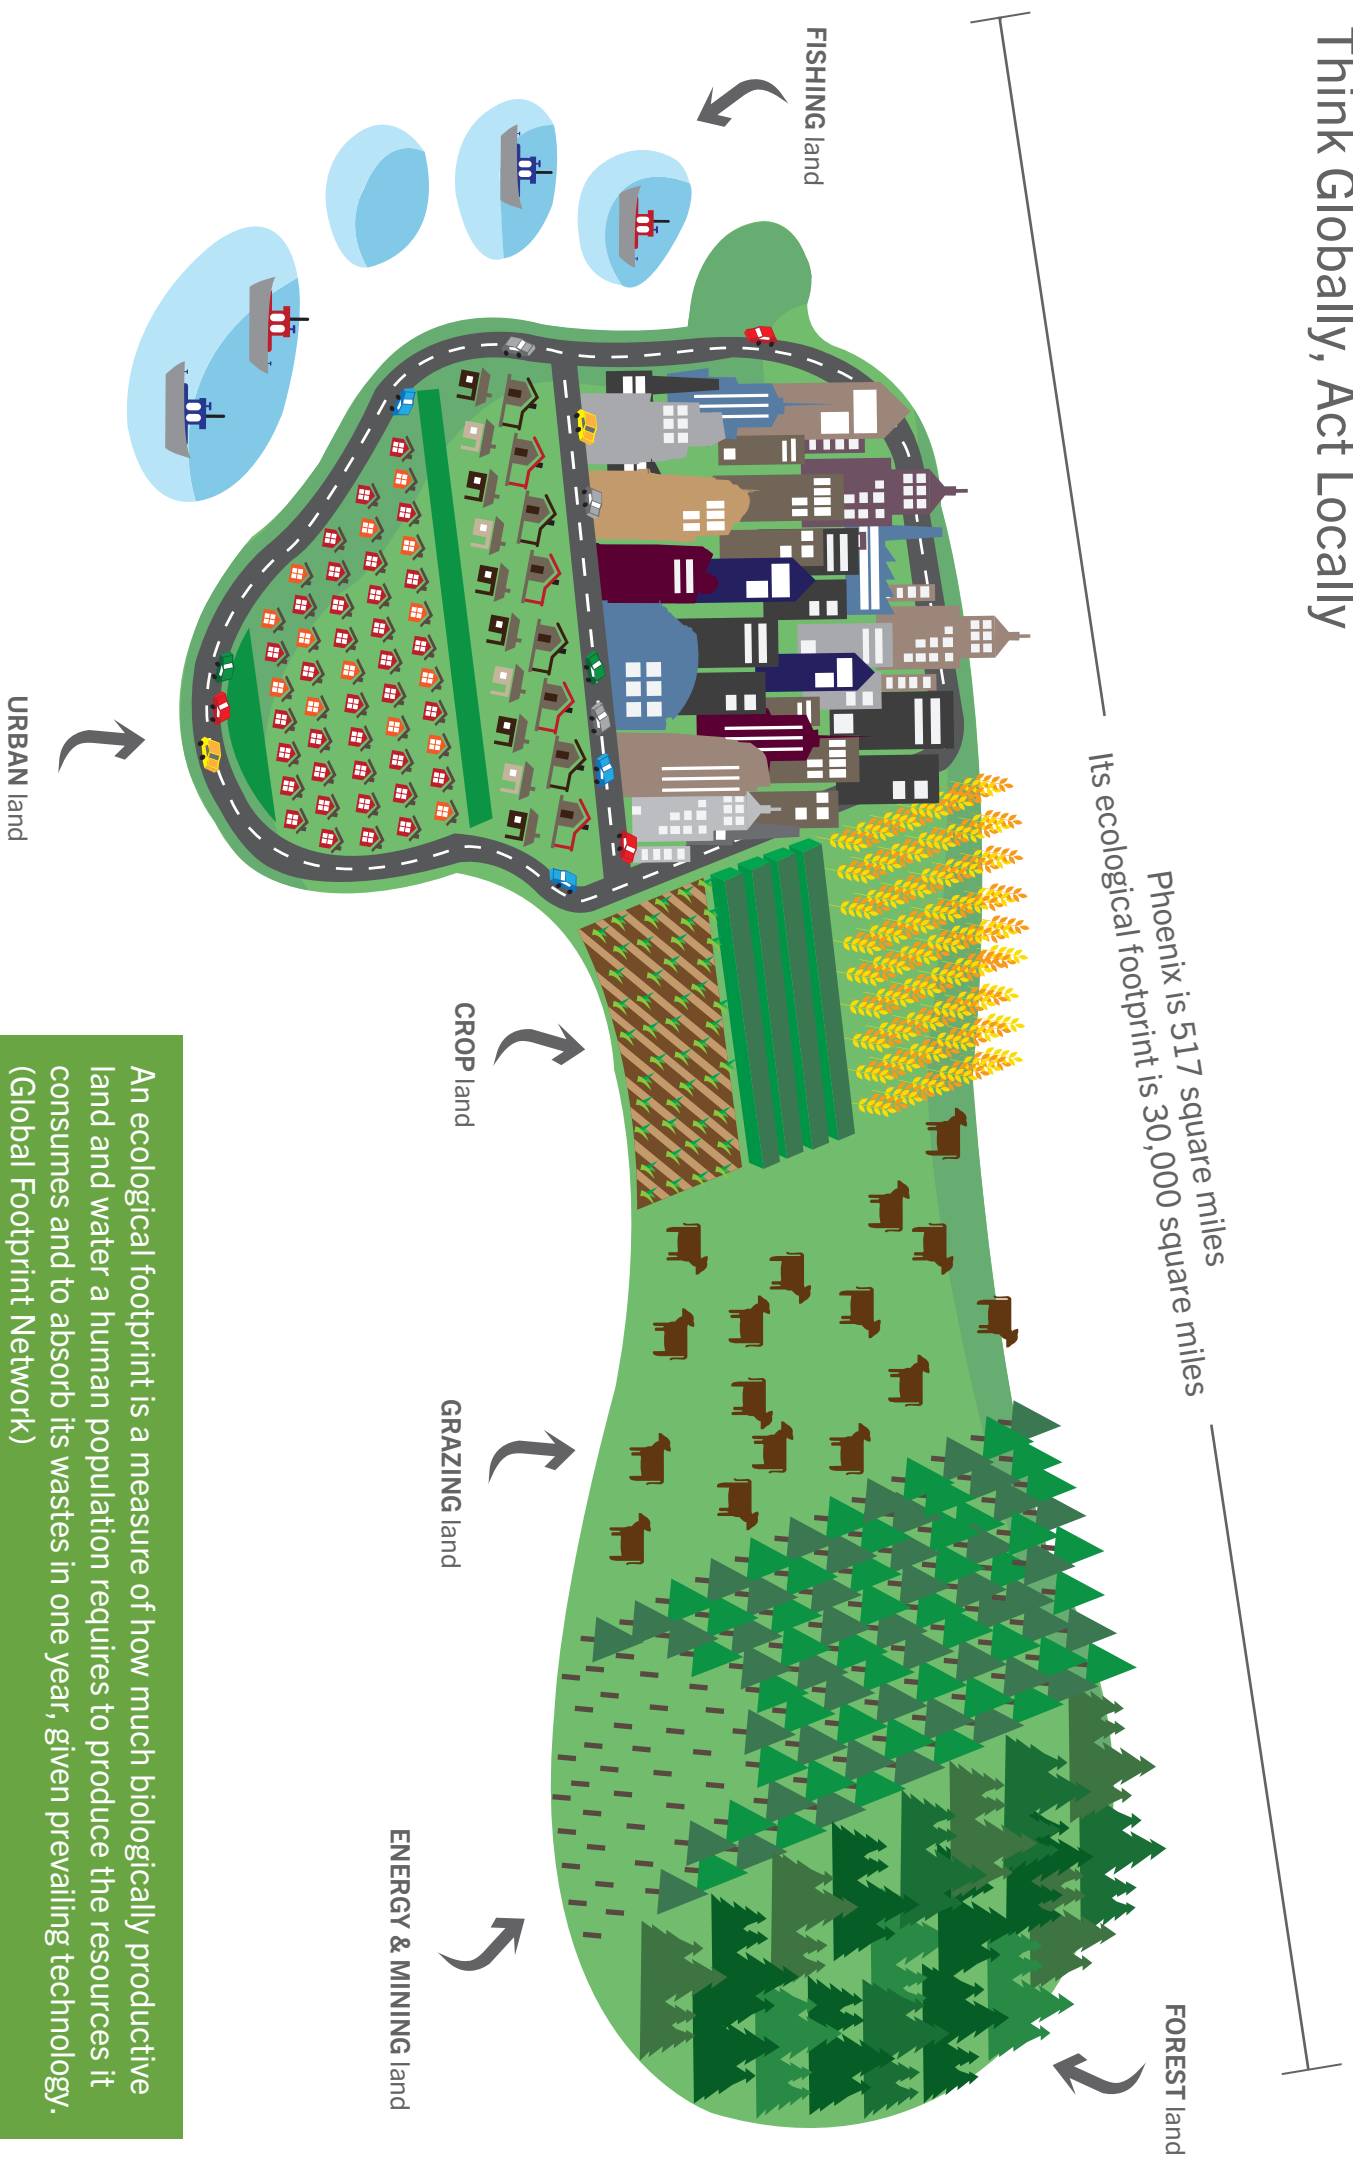 Think Globally, Act Locally
Phoenix is 517 square miles
Its ecological footprint is 30,000 square miles
FISHING land
URBAN land
CROP land
GRAZING land
ENERGY & MINING land
FOREST land
An ecological footprint is a measure of how much biologically productive
land and water a human population requires to produce the resources it
consumes and to absorb its wastes in one year, given prevailing technology.
(Global Footprint Network)